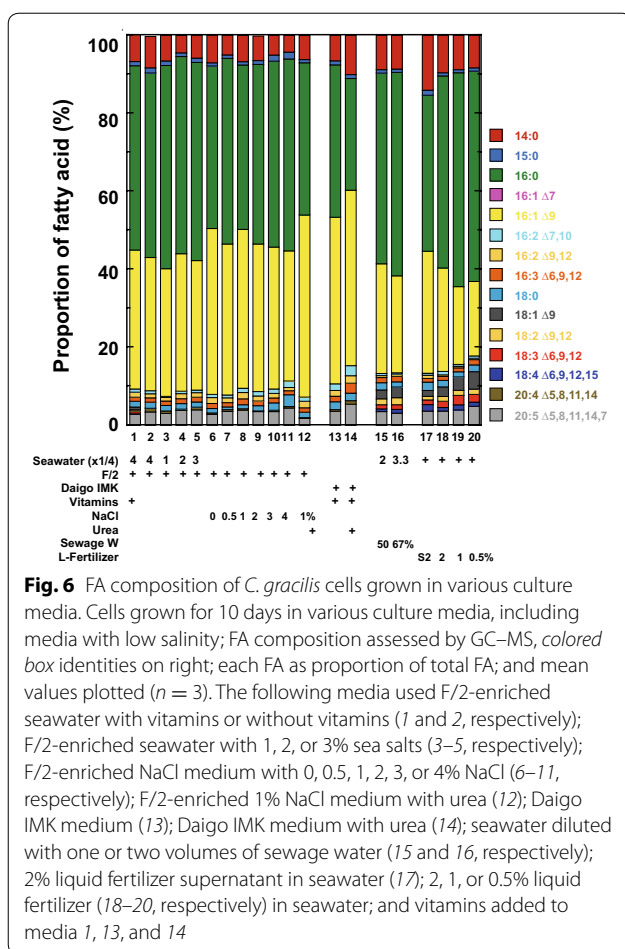 Proportion of fatty acid (%)
100
80
60
40
20
0
14:0
15:0
16:0
16:1 Δ7
16:1 Δ9
16:2 Δ7,10
16:2 Δ9,12
16:3 Δ6,9,12
18:0
18:1 Δ9
18:2 Δ9,12
18:3 Δ6,9,12
18:4 Δ6,9,12,15
20:4 Δ5,8,11,14
20:5 Δ5,8,11,14,7
1 2 3 4 5 6 7 8 9 10 11 12 13 14 15 16 17 18 19 20
Seawater (x1/4) 4 4 1 2 3 2 3.3 + + + +
F/2 + + + + + + + + + + + +
Daigo IMK + +
Vitamins + + +
NaCl 0 0.5 1 2 3 4 1%
Urea + +
Sewage W 50 67%
L-Fertilizer S2 2 1 0.5%
Fig. 6 FA composition of C. gracilis cells grown in various culture
media. Cells grown for 10 days in various culture media, including
media with low salinity; FA composition assessed by GC–MS, colored
box identities on right; each FA as proportion of total FA; and mean
values plotted (n = 3). The following media used F/2-enriched
seawater with vitamins or without vitamins (1 and 2, respectively);
F/2-enriched seawater with 1, 2, or 3% sea salts (3–5, respectively);
F/2-enriched NaCl medium with 0, 0.5, 1, 2, 3, or 4% NaCl (6–11,
respectively); F/2-enriched 1% NaCl medium with urea (12); Daigo
IMK medium (13); Daigo IMK medium with urea (14); seawater diluted
with one or two volumes of sewage water (15 and 16, respectively);
2% liquid fertilizer supernatant in seawater (17); 2, 1, or 0.5% liquid
fertilizer (18–20, respectively) in seawater; and vitamins added to
media 1, 13, and 14